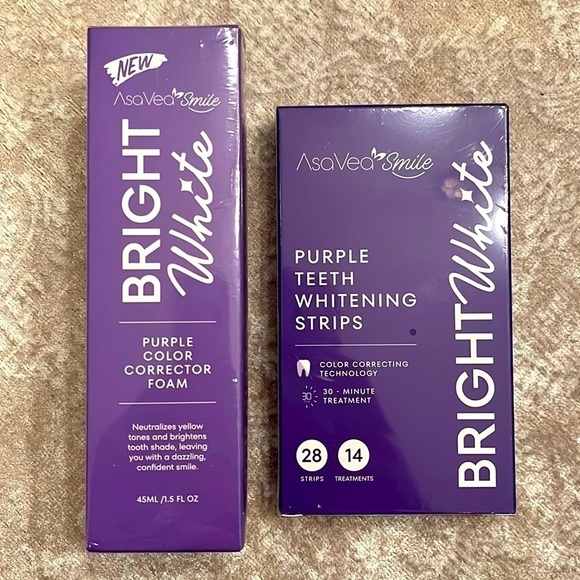 NEW
AsaVea Smile
BRIGHT
White
PURPLE
COLOR
CORRECTOR
FOAM
Neutralizes yellow
tones and brightens
tooth shade, leaving
you with a dazzling,
confident smile.
45ML /1.5 FL OZ
AsaVea Smile
PURPLE
TEETH
WHITENING
STRIPS
COLOR CORRECTING
TECHNOLOGY
30
30 - MINUTE
TREATMENT
28
STRIPS
14
TREATMENTS
BRIGHT White